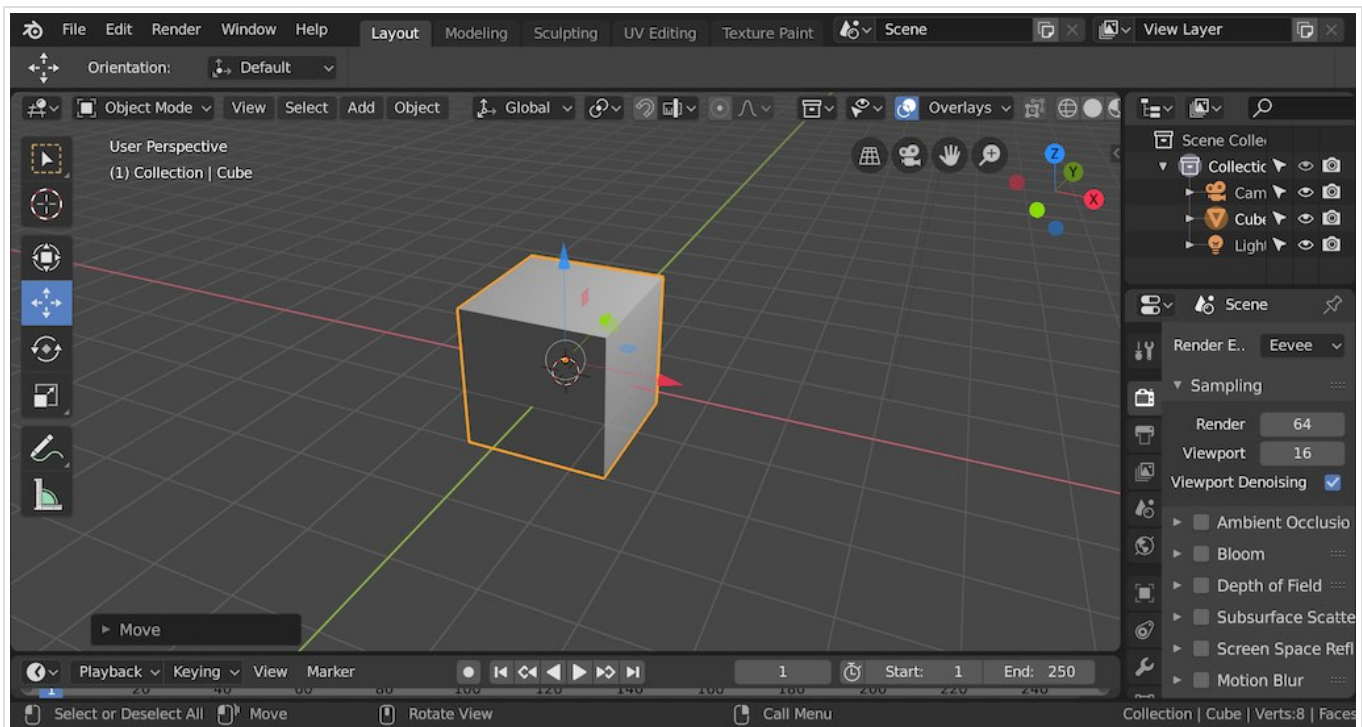 File Edit Render Window Help Layout Modeling Sculpting UV Editing Texture Paint Scene View Layer
Orientation: Default
Object Mode View Select Add Object Global Overlays
User Perspective
(1) Collection | Cube
Z
Y
X
Scene Colle
Collectic
Cam
Cube
Light
Scene
Render E.. Eevee
Sampling
Render 64
Viewport 16
Viewport Denoising
Ambient Occlusio
Bloom
Depth of Field
Subsurface Scatte
Screen Space Refl
Motion Blur
Move
Playback Keying View Marker 1 Start: 1 End: 250
1 20 40 60 80 100 120 140 160 180 200 220 240
Select or Deselect All Move Rotate View Call Menu Collection | Cube | Verts:8 | Faces